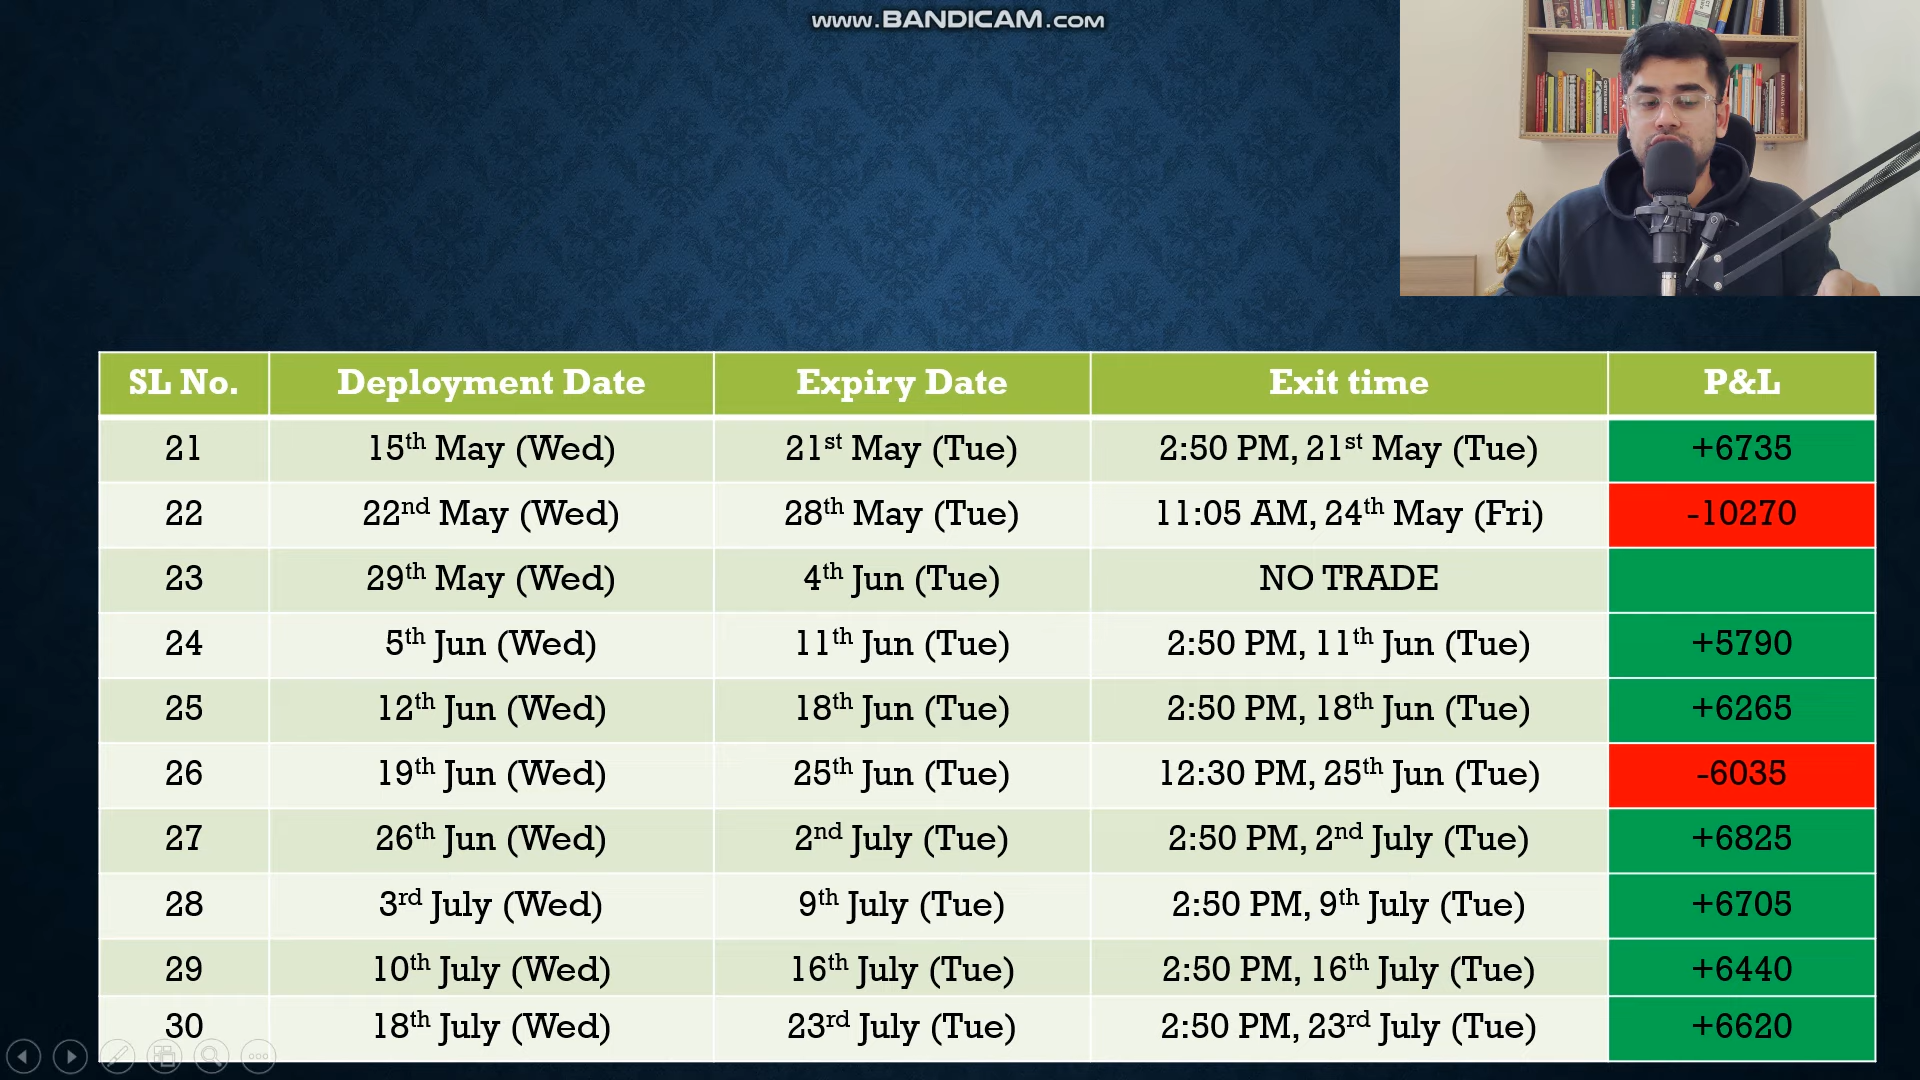 www.BANDICAM.com
SL No. Deployment Date Expiry Date Exit time P&L
21 15th May (Wed) 21st May (Tue) 2:50 PM, 21st May (Tue) +6735
22 22nd May (Wed) 28th May (Tue) 11:05 AM, 24th May (Fri) -10270
23 29th May (Wed) 4th Jun (Tue) NO TRADE
24 5th Jun (Wed) 11th Jun (Tue) 2:50 PM, 11th Jun (Tue) +5790
25 12th Jun (Wed) 18th Jun (Tue) 2:50 PM, 18th Jun (Tue) +6265
26 19th Jun (Wed) 25th Jun (Tue) 12:30 PM, 25th Jun (Tue) -6035
27 26th Jun (Wed) 2nd July (Tue) 2:50 PM, 2nd July (Tue) +6825
28 3rd July (Wed) 9th July (Tue) 2:50 PM, 9th July (Tue) +6705
29 10th July (Wed) 16th July (Tue) 2:50 PM, 16th July (Tue) +6440
30 18th July (Wed) 23rd July (Tue) 2:50 PM, 23rd July (Tue) +6620